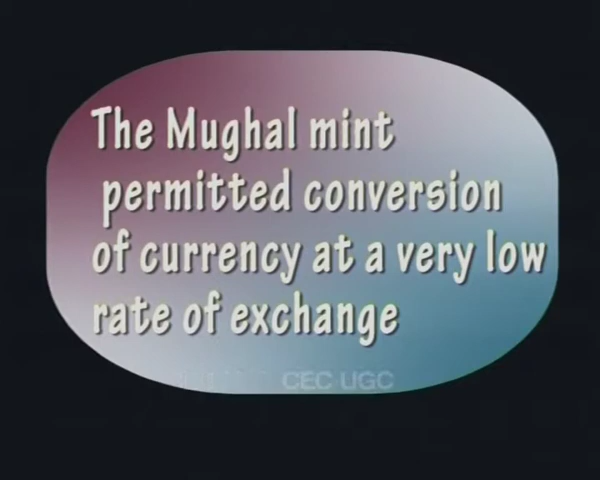 The Mughal mint
permitted conversion
of currency at a very low
rate of exchange
CEC UGC